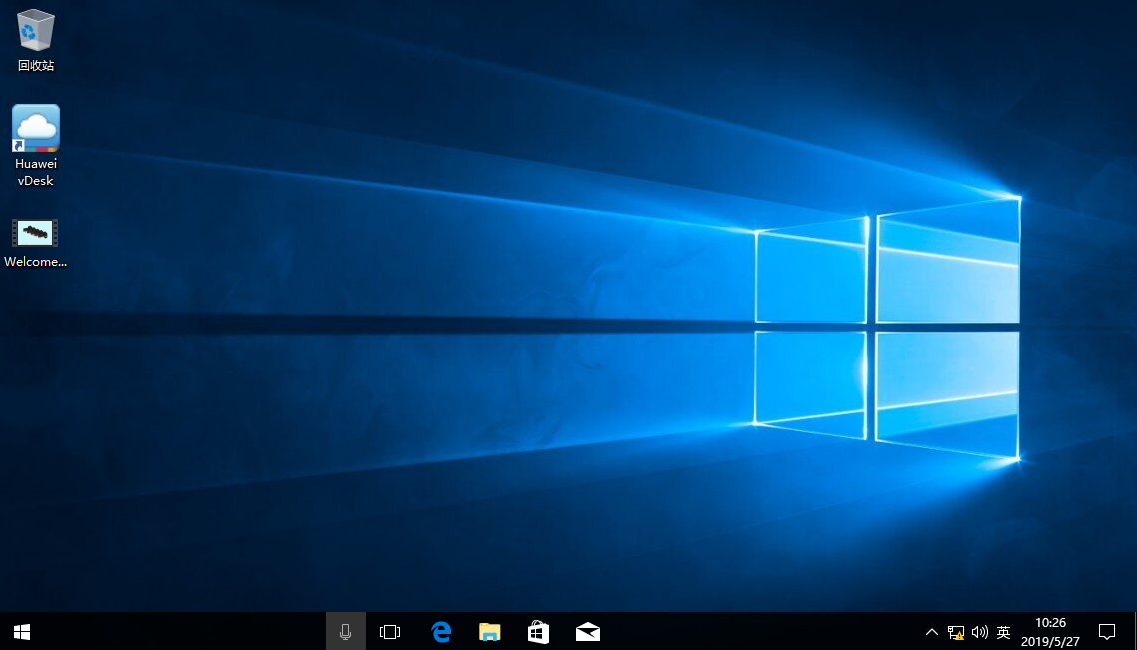 回收站
Huawei
vDesk
Welcome...
英
10:26
2019/5/27